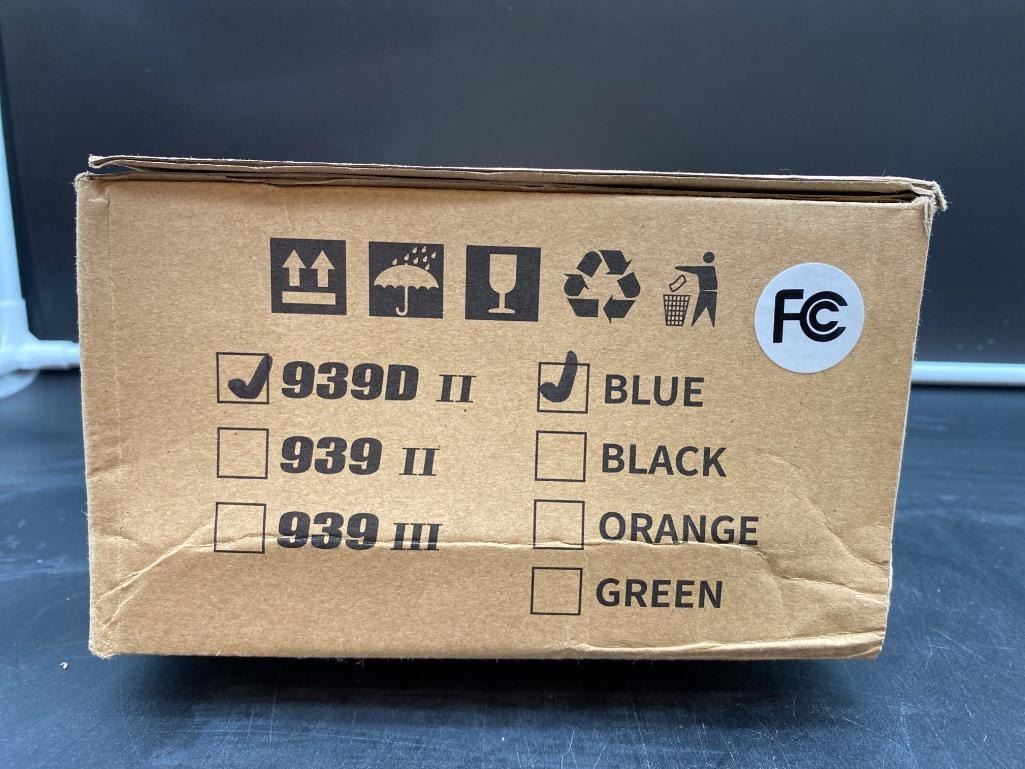 FC
939D II
BLUE
939 II
BLACK
939 III
ORANGE
GREEN